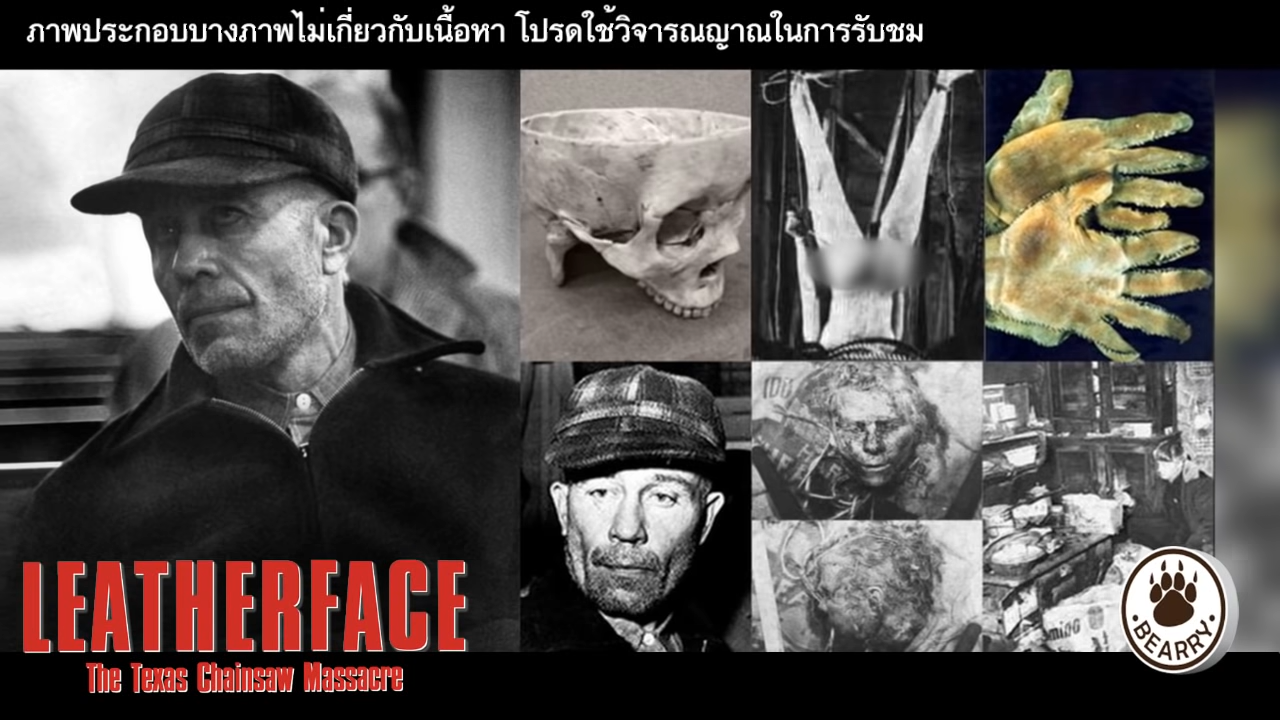 ภาพประกอบบางภาพไม่เกี่ยวกับเนื้อหา โปรดใช้วิจารณญาณในการรับชม
LEATHERFACE
The Texas Chainsaw Massacre
BEARRY